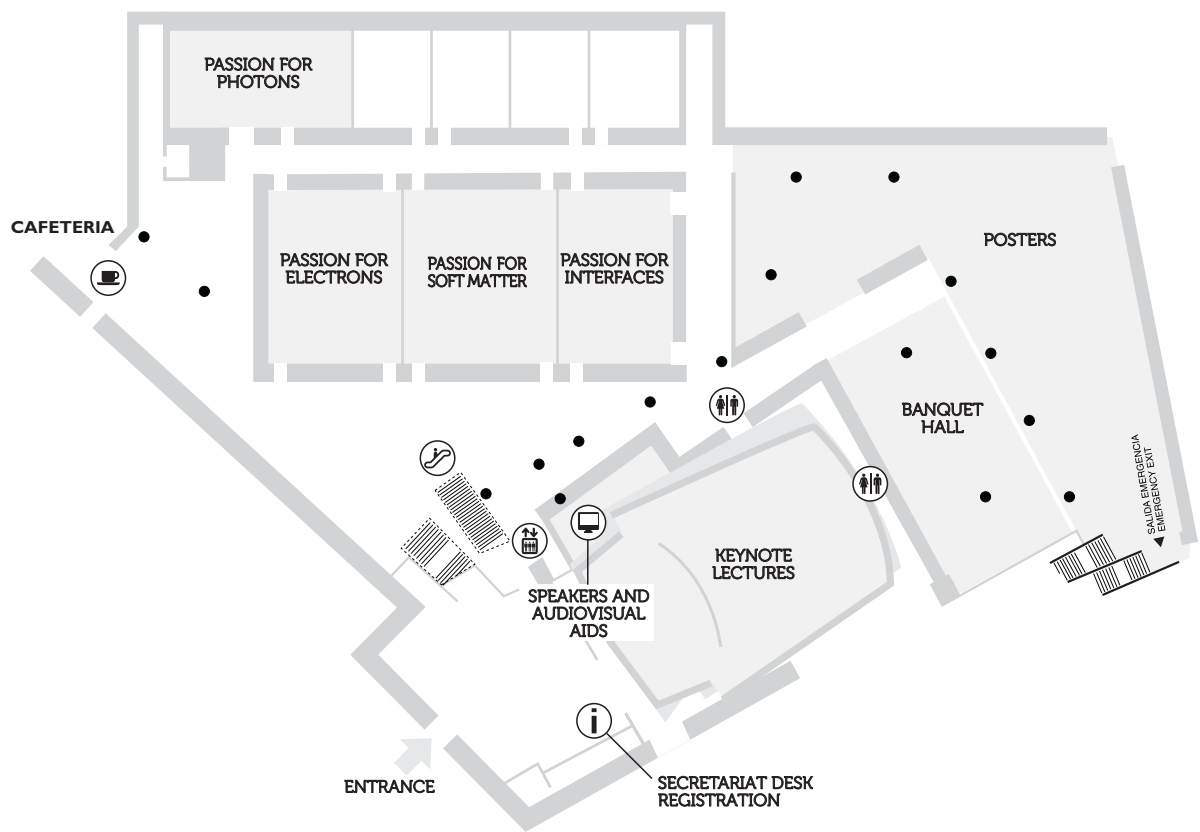 PASSION FOR
PHOTONS
CAFETERIA
PASSION FOR
ELECTRONS
PASSION FOR
SOFT MATTER
PASSION FOR
INTERFACES
POSTERS
BANQUET
HALL
SALIDA EMERGENCIA
EMERGENCY EXIT
KEYNOTE
LECTURES
SPEAKERS AND
AUDIOVISUAL
AIDS
i
ENTRANCE
SECRETARIAT DESK
REGISTRATION